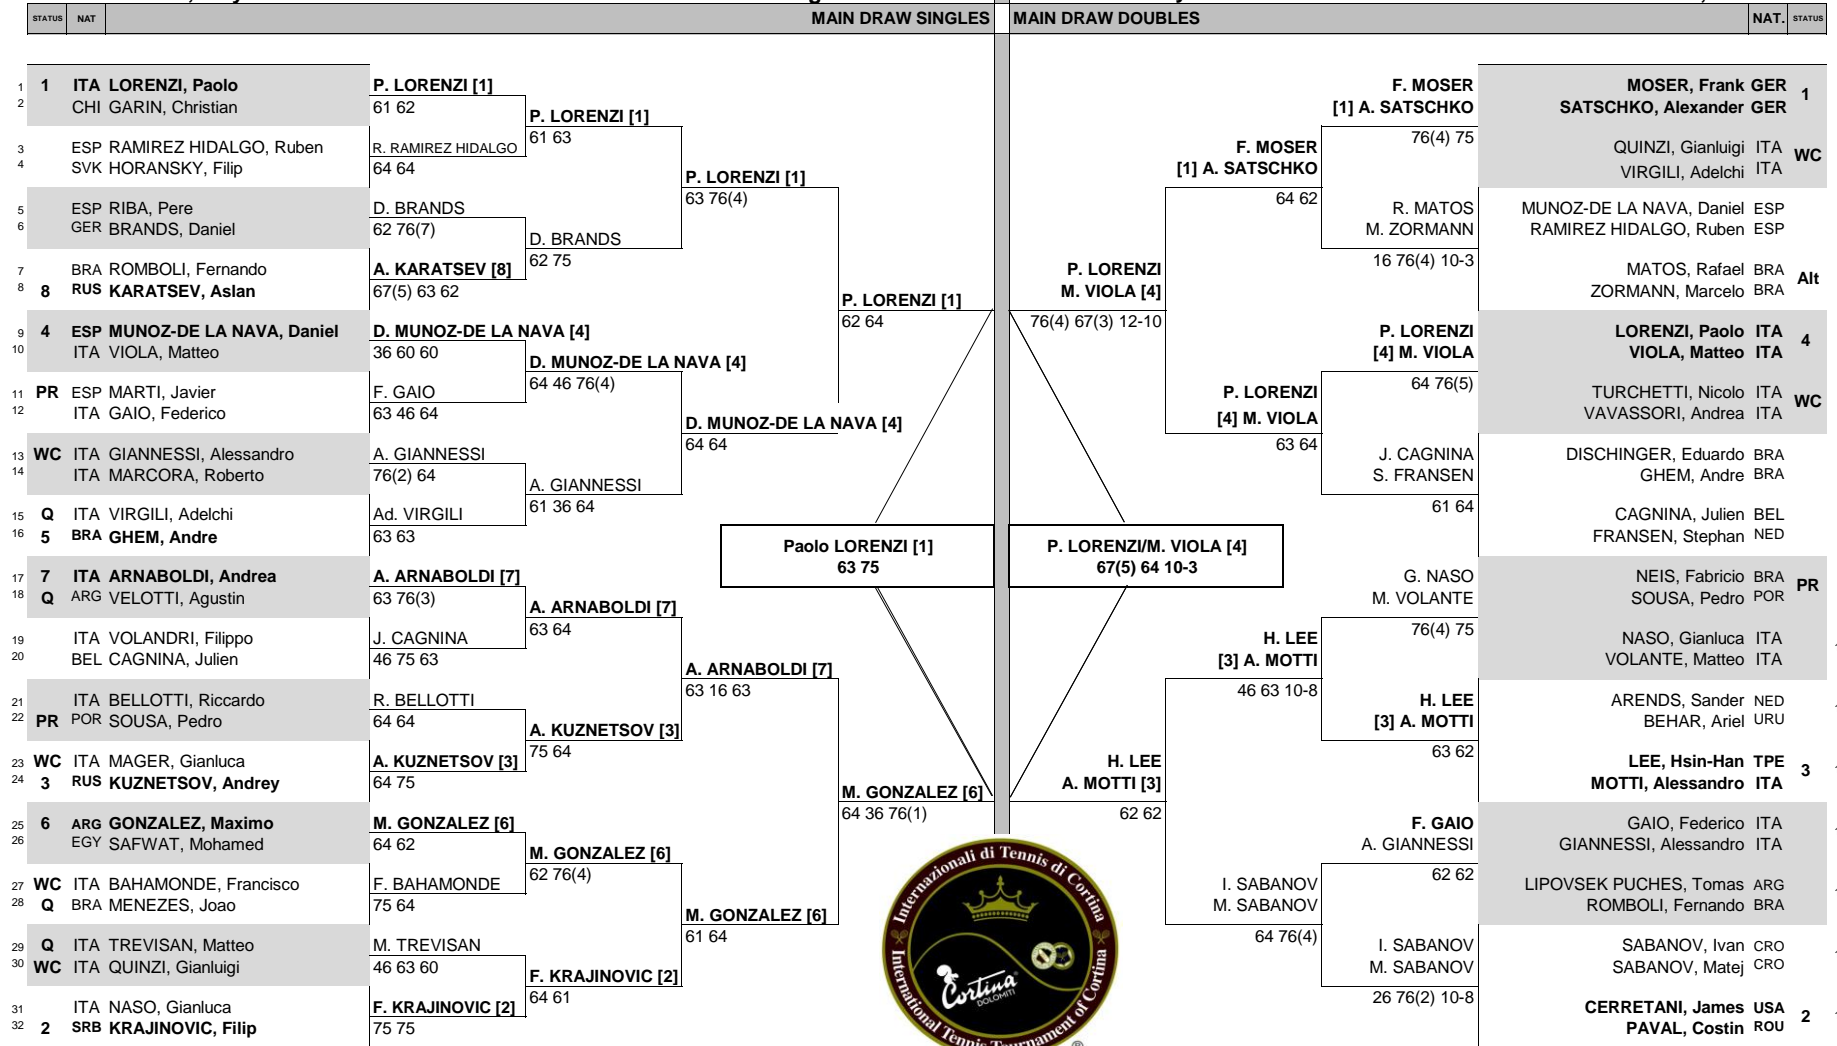 STATUS NAT MAIN DRAW SINGLES MAIN DRAW DOUBLES NAT. STATUS
1 1 ITA LORENZI, Paolo
2 CHI GARIN, Christian
3 ESP RAMIREZ HIDALGO, Ruben
4 SVK HORANSKY, Filip
5 ESP RIBA, Pere
6 GER BRANDS, Daniel
7 BRA ROMBOLI, Fernando
8 8 RUS KARATSEV, Aslan
9 4 ESP MUNOZ-DE LA NAVA, Daniel
10 ITA VIOLA, Matteo
11 PR ESP MARTI, Javier
12 ITA GAIO, Federico
13 WC ITA GIANNESSI, Alessandro
14 ITA MARCORA, Roberto
15 Q ITA VIRGILI, Adelchi
16 5 BRA GHEM, Andre
17 7 ITA ARNABOLDI, Andrea
18 Q ARG VELOTTI, Agustin
19 ITA VOLANDRI, Filippo
20 BEL CAGNINA, Julien
21 ITA BELLOTTI, Riccardo
22 PR POR SOUSA, Pedro
23 WC ITA MAGER, Gianluca
24 3 RUS KUZNETSOV, Andrey
25 6 ARG GONZALEZ, Maximo
26 EGY SAFWAT, Mohamed
27 WC ITA BAHAMONDE, Francisco
28 Q BRA MENEZES, Joao
29 Q ITA TREVISAN, Matteo
30 WC ITA QUINZI, Gianluigi
31 ITA NASO, Gianluca
32 2 SRB KRAJINOVIC, Filip
P. LORENZI [1]
61 62
R. RAMIREZ HIDALGO
64 64
D. BRANDS
62 76(7)
A. KARATSEV [8]
67(5) 63 62
D. MUNOZ-DE LA NAVA [4]
36 60 60
F. GAIO
63 46 64
A. GIANNESSI
76(2) 64
Ad. VIRGILI
63 63
A. ARNABOLDI [7]
63 76(3)
J. CAGNINA
46 75 63
R. BELLOTTI
64 64
A. KUZNETSOV [3]
64 75
M. GONZALEZ [6]
64 62
F. BAHAMONDE
75 64
M. TREVISAN
46 63 60
F. KRAJINOVIC [2]
75 75
P. LORENZI [1]
61 63
D. BRANDS
62 75
D. MUNOZ-DE LA NAVA [4]
64 46 76(4)
A. GIANNESSI
61 36 64
A. ARNABOLDI [7]
63 64
A. KUZNETSOV [3]
75 64
M. GONZALEZ [6]
62 76(4)
F. KRAJINOVIC [2]
64 61
P. LORENZI [1]
63 76(4)
D. MUNOZ-DE LA NAVA [4]
64 64
A. ARNABOLDI [7]
63 16 63
M. GONZALEZ [6]
61 64
P. LORENZI [1]
62 64
M. GONZALEZ [6]
64 36 76(1)
Paolo LORENZI [1]
63 75
P. LORENZI/M. VIOLA [4]
67(5) 64 10-3
P. LORENZI
M. VIOLA [4]
76(4) 67(3) 12-10
H. LEE
A. MOTTI [3]
62 62
F. MOSER
[1] A. SATSCHKO
64 62
P. LORENZI
[4] M. VIOLA
63 64
H. LEE
[3] A. MOTTI
46 63 10-8
I. SABANOV
M. SABANOV
64 76(4)
F. MOSER
[1] A. SATSCHKO
76(4) 75
R. MATOS
M. ZORMANN
16 76(4) 10-3
P. LORENZI
[4] M. VIOLA
64 76(5)
J. CAGNINA
S. FRANSEN
61 64
G. NASO
M. VOLANTE
76(4) 75
H. LEE
[3] A. MOTTI
63 62
F. GAIO
A. GIANNESSI
62 62
I. SABANOV
M. SABANOV
26 76(2) 10-8
MOSER, Frank GER 1
SATSCHKO, Alexander GER
QUINZI, Gianluigi ITA WC
VIRGILI, Adelchi ITA
MUNOZ-DE LA NAVA, Daniel ESP
RAMIREZ HIDALGO, Ruben ESP
MATOS, Rafael BRA Alt
ZORMANN, Marcelo BRA
LORENZI, Paolo ITA 4
VIOLA, Matteo ITA
TURCHETTI, Nicolo ITA WC
VAVASSORI, Andrea ITA
DISCHINGER, Eduardo BRA
GHEM, Andre BRA
CAGNINA, Julien BEL
FRANSEN, Stephan NED
NEIS, Fabricio BRA PR
SOUSA, Pedro POR
NASO, Gianluca ITA
VOLANTE, Matteo ITA
ARENDS, Sander NED
BEHAR, Ariel URU
LEE, Hsin-Han TPE 3
MOTTI, Alessandro ITA
GAIO, Federico ITA
GIANNESSI, Alessandro ITA
LIPOVSEK PUCHES, Tomas ARG
ROMBOLI, Fernando BRA
SABANOV, Ivan CRO
SABANOV, Matej CRO
CERRETANI, James USA 2
PAVAL, Costin ROU
Internazionali di Tennis di Cortina
Cortina
DOLOMITI
International Tennis Tournament of Cortina
®